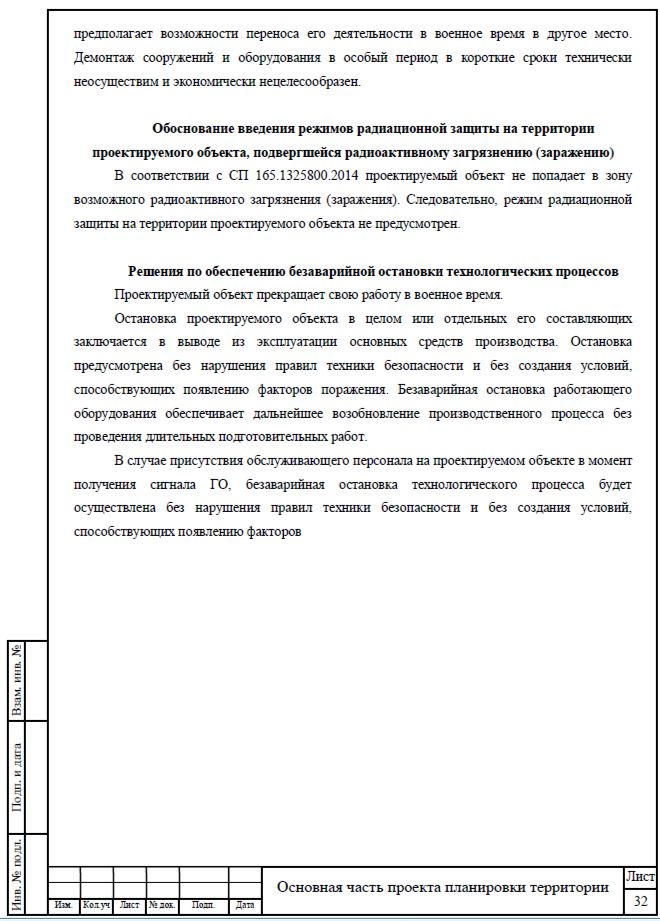 предполагает возможности переноса его деятельности в военное время в другое место.
Демонтаж сооружений и оборудования в особый период в короткие сроки технически
неосуществим и экономически нецелесообразен.
Обоснование введения режимов радиационной защиты на территории
проектируемого объекта, подвергшейся радиоактивному загрязнению (заражению)
В соответствии с СП 165.1325800.2014 проектируемый объект не попадает в зону
возможного радиоактивного загрязнения (заражения). Следовательно, режим радиационной
защиты на территории проектируемого объекта не предусмотрен.
Решения по обеспечению безаварийной остановки технологических процессов
Проектируемый объект прекращает свою работу в военное время.
Остановка проектируемого объекта в целом или отдельных его составляющих
заключается в выводе из эксплуатации основных средств производства. Остановка
предусмотрена без нарушения правил техники безопасности и без создания условий,
способствующих появлению факторов поражения. Безаварийная остановка работающего
оборудования обеспечивает дальнейшее возобновление производственного процесса без
проведения длительных подготовительных работ.
В случае присутствия обслуживающего персонала на проектируемом объекте в момент
получения сигнала ГО, безаварийная остановка технологического процесса будет
осуществлена без нарушения правил техники безопасности и без создания условий,
способствующих появлению факторов
Взам. инв. №
Подп. и дата
Инв. № подл.
Изм. Кол.уч Лист № док. Подп. Дата
Основная часть проекта планировки территории
Лист
32